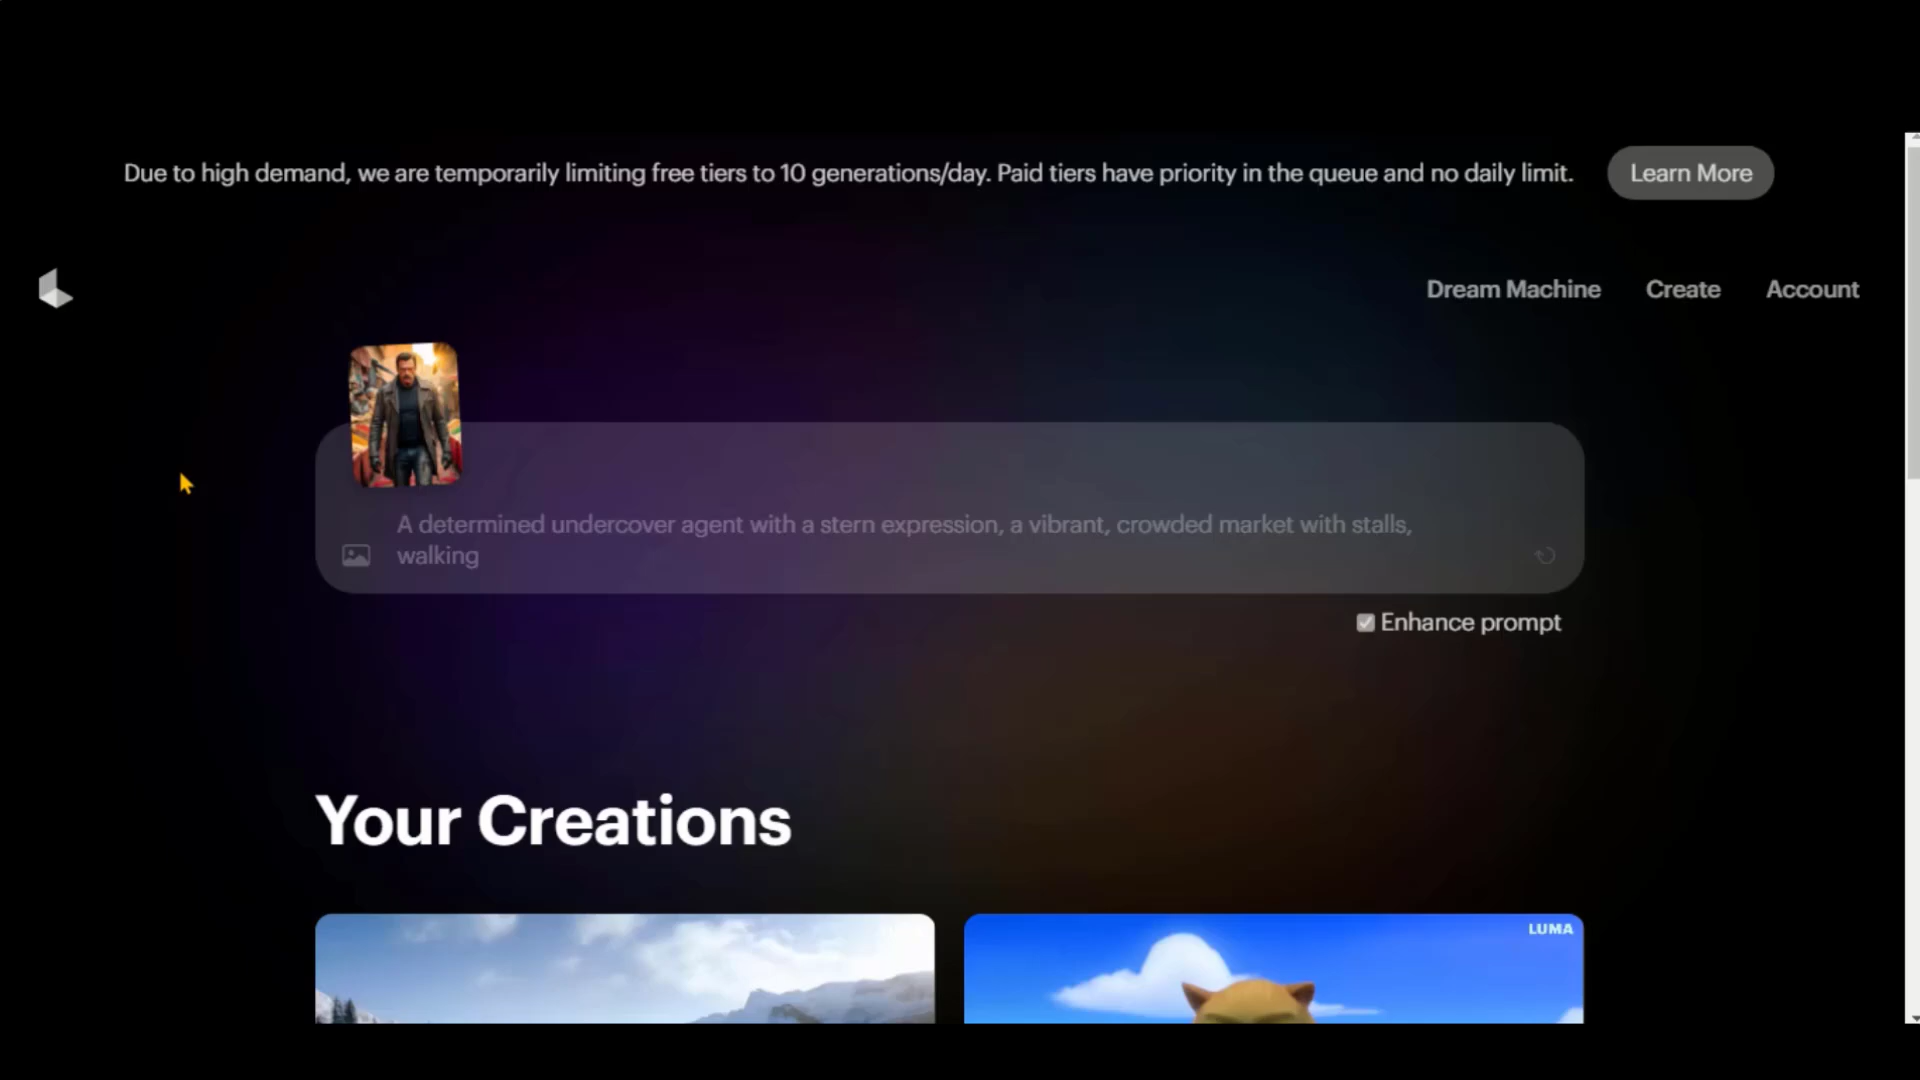 Due to high demand, we are temporarily limiting free tiers to 10 generations/day. Paid tiers have priority in the queue and no daily limit.
Learn More
Dream Machine
Create
Account
A determined undercover agent with a stern expression, a vibrant, crowded market with stalls,
walking
Enhance prompt
Your Creations
LUMA